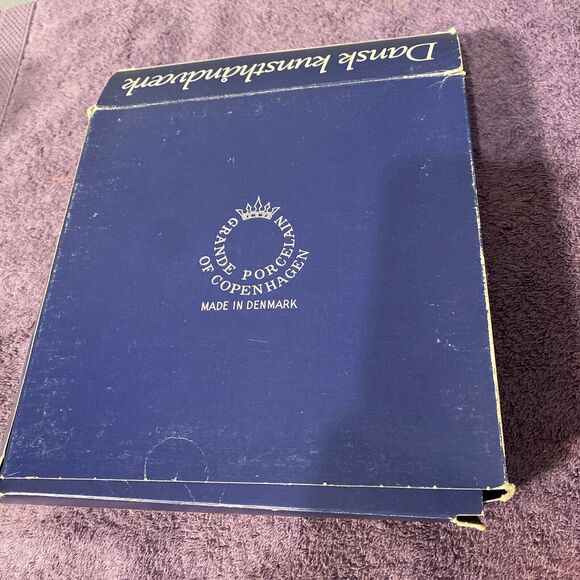 Dansk kunsthåndværk
GRANDE PORCELAIN
OF COPENHAGEN
MADE IN DENMARK